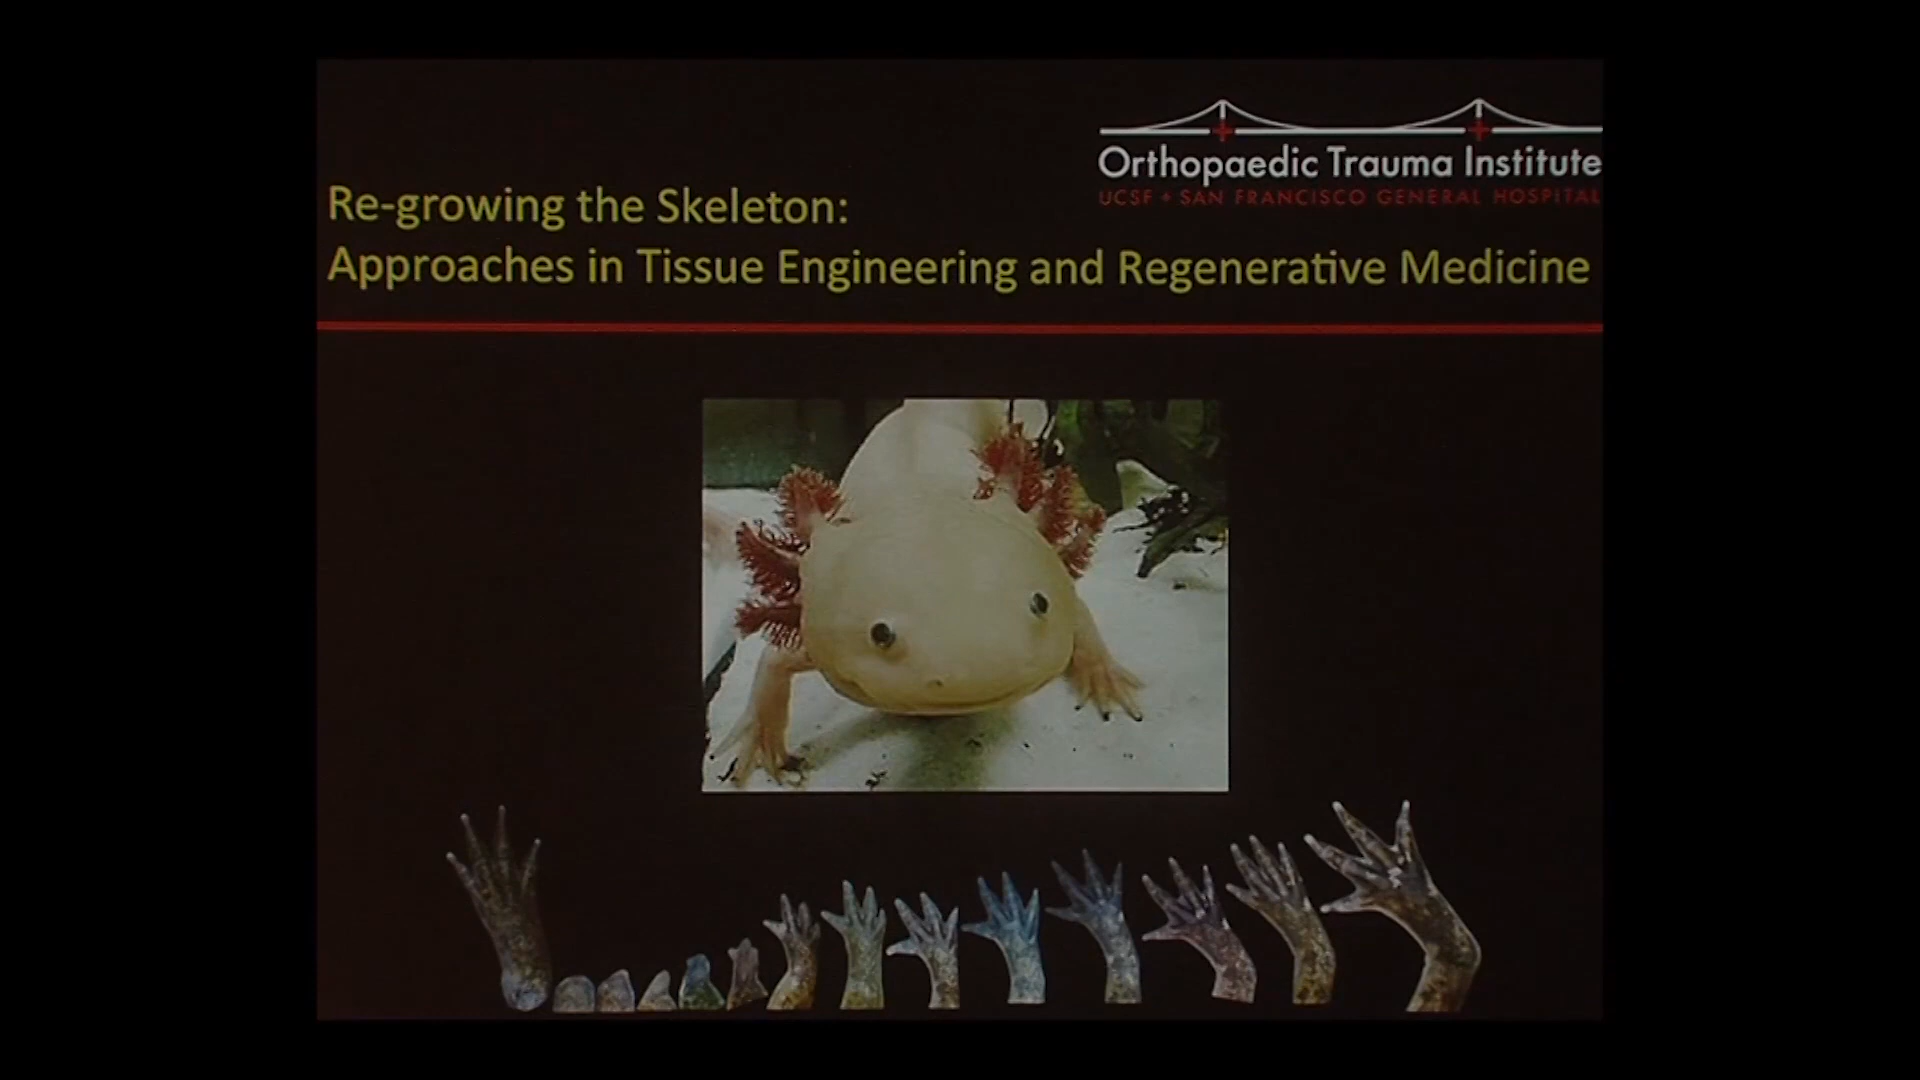 Orthopaedic Trauma Institute
UCSF + SAN FRANCISCO GENERAL HOSPITAL
Re-growing the Skeleton:
Approaches in Tissue Engineering and Regenerative Medicine